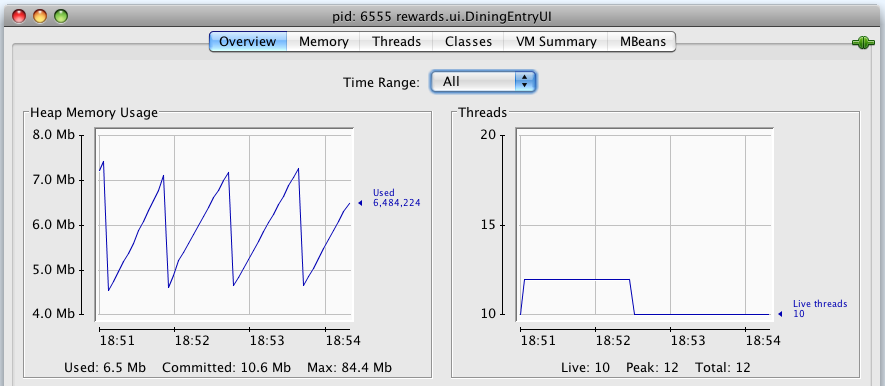 pid: 6555 rewards.ui.DiningEntryUI
Overview Memory Threads Classes VM Summary MBeans
Time Range: All
Heap Memory Usage
8.0 Mb
7.0 Mb
6.0 Mb
5.0 Mb
4.0 Mb
Used
6,484,224
18:51 18:52 18:53 18:54
Used: 6.5 Mb Committed: 10.6 Mb Max: 84.4 Mb
Threads
20
15
10
Live threads
10
18:51 18:52 18:53 18:54
Live: 10 Peak: 12 Total: 12